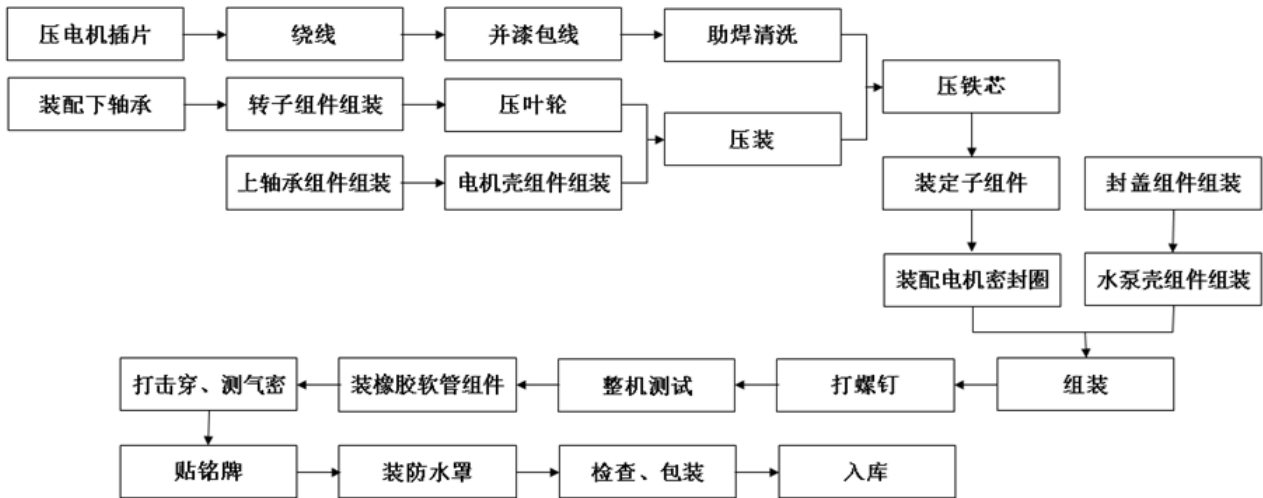 压电机插片
绕线
并漆包线
助焊清洗
装配下轴承
转子组件组装
压叶轮
压铁芯
压装
上轴承组件组装
电机壳组件组装
装定子组件
封盖组件组装
装配电机密封圈
水泵壳组件组装
打击穿、测气密
装橡胶软管组件
整机测试
打螺钉
组装
贴铭牌
装防水罩
检查、包装
入库